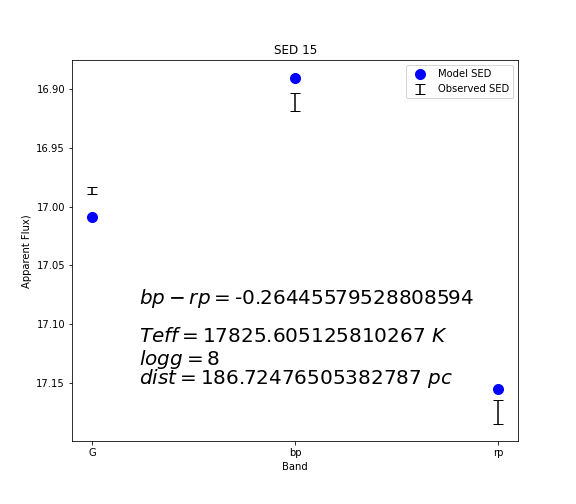 SED 15
Model SED
Observed SED
16.90
16.95
17.00
17.05
17.10
17.15
Apparent Flux)
bp − rp = -0.26445579528808594
Teff = 17825.605125810267 K
logg = 8
dist = 186.72476505382787 pc
G
bp
rp
Band